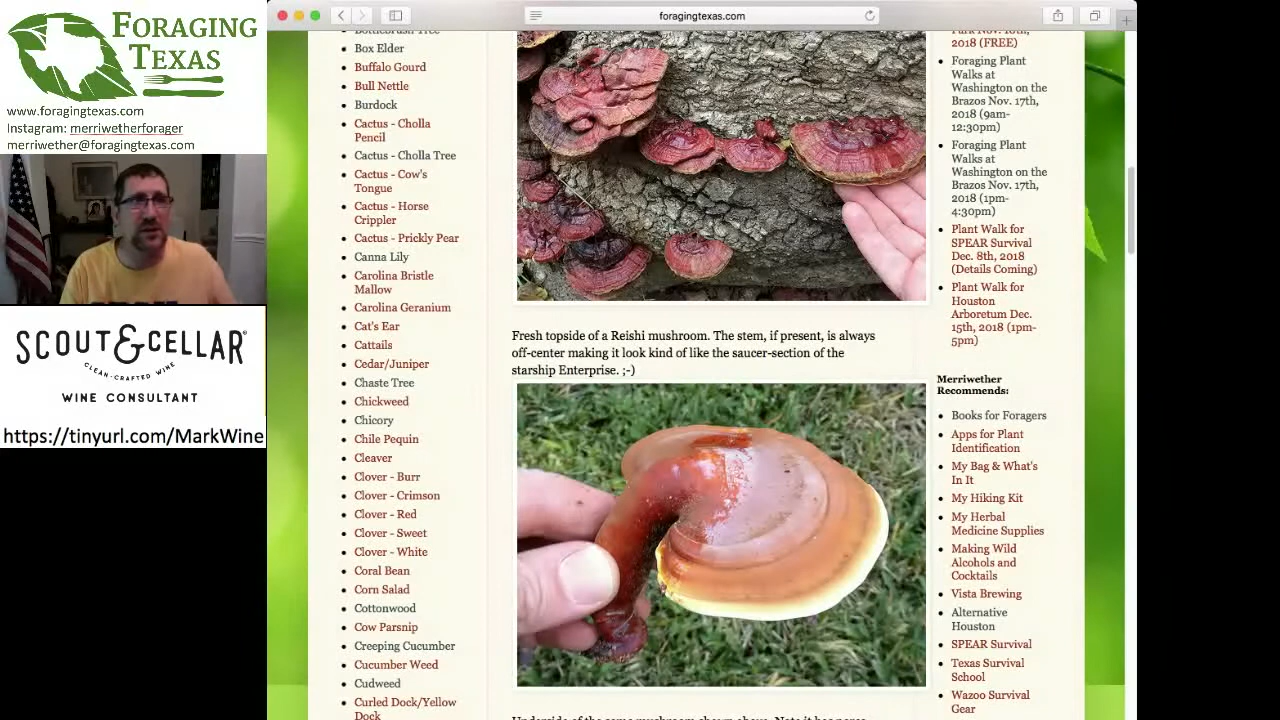 FORAGING
TEXAS
www.foragingtexas.com
Instagram: merriwetherforager
merriwether@foragingtexas.com
SCOUT & CELLAR®
CLEAN-CRAFTED WINE
WINE CONSULTANT
https://tinyurl.com/MarkWine
foragingtexas.com
Box Elder
Buffalo Gourd
Bull Nettle
Burdock
Cactus - Cholla
Pencil
Cactus - Cholla Tree
Cactus - Cow's
Tongue
Cactus - Horse
Crippler
Cactus - Prickly Pear
Canna Lily
Carolina Bristle
Mallow
Carolina Geranium
Cat's Ear
Cattails
Cedar/Juniper
Chaste Tree
Chickweed
Chicory
Chile Pequin
Cleaver
Clover - Burr
Clover - Crimson
Clover - Red
Clover - Sweet
Clover - White
Coral Bean
Corn Salad
Cottonwood
Cow Parsnip
Creeping Cucumber
Cucumber Weed
Cudweed
Curled Dock/Yellow
Dock
Fresh topside of a Reishi mushroom. The stem, if present, is always
off-center making it look kind of like the saucer-section of the
starship Enterprise. ;-)
2018 (FREE)
Foraging Plant
Walks at
Washington on the
Brazos Nov. 17th,
2018 (9am-
12:30pm)
Foraging Plant
Walks at
Washington on the
Brazos Nov. 17th,
2018 (1pm-
4:30pm)
Plant Walk for
SPEAR Survival
Dec. 8th, 2018
(Details Coming)
Plant Walk for
Houston
Arboretum Dec.
15th, 2018 (1pm-
5pm)
Merriwether
Recommends:
Books for Foragers
Apps for Plant
Identification
My Bag & What's
In It
My Hiking Kit
My Herbal
Medicine Supplies
Making Wild
Alcohols and
Cocktails
Vista Brewing
Alternative
Houston
SPEAR Survival
Texas Survival
School
Wazoo Survival
Gear